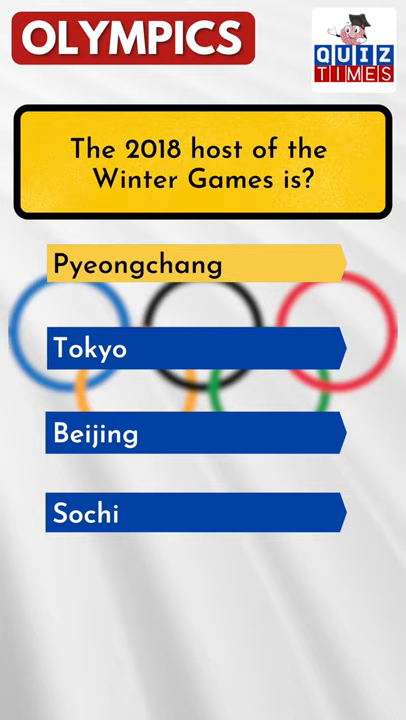 OLYMPICS
QUIZ
TIMES
The 2018 host of the
Winter Games is?
Pyeongchang
Tokyo
Beijing
Sochi